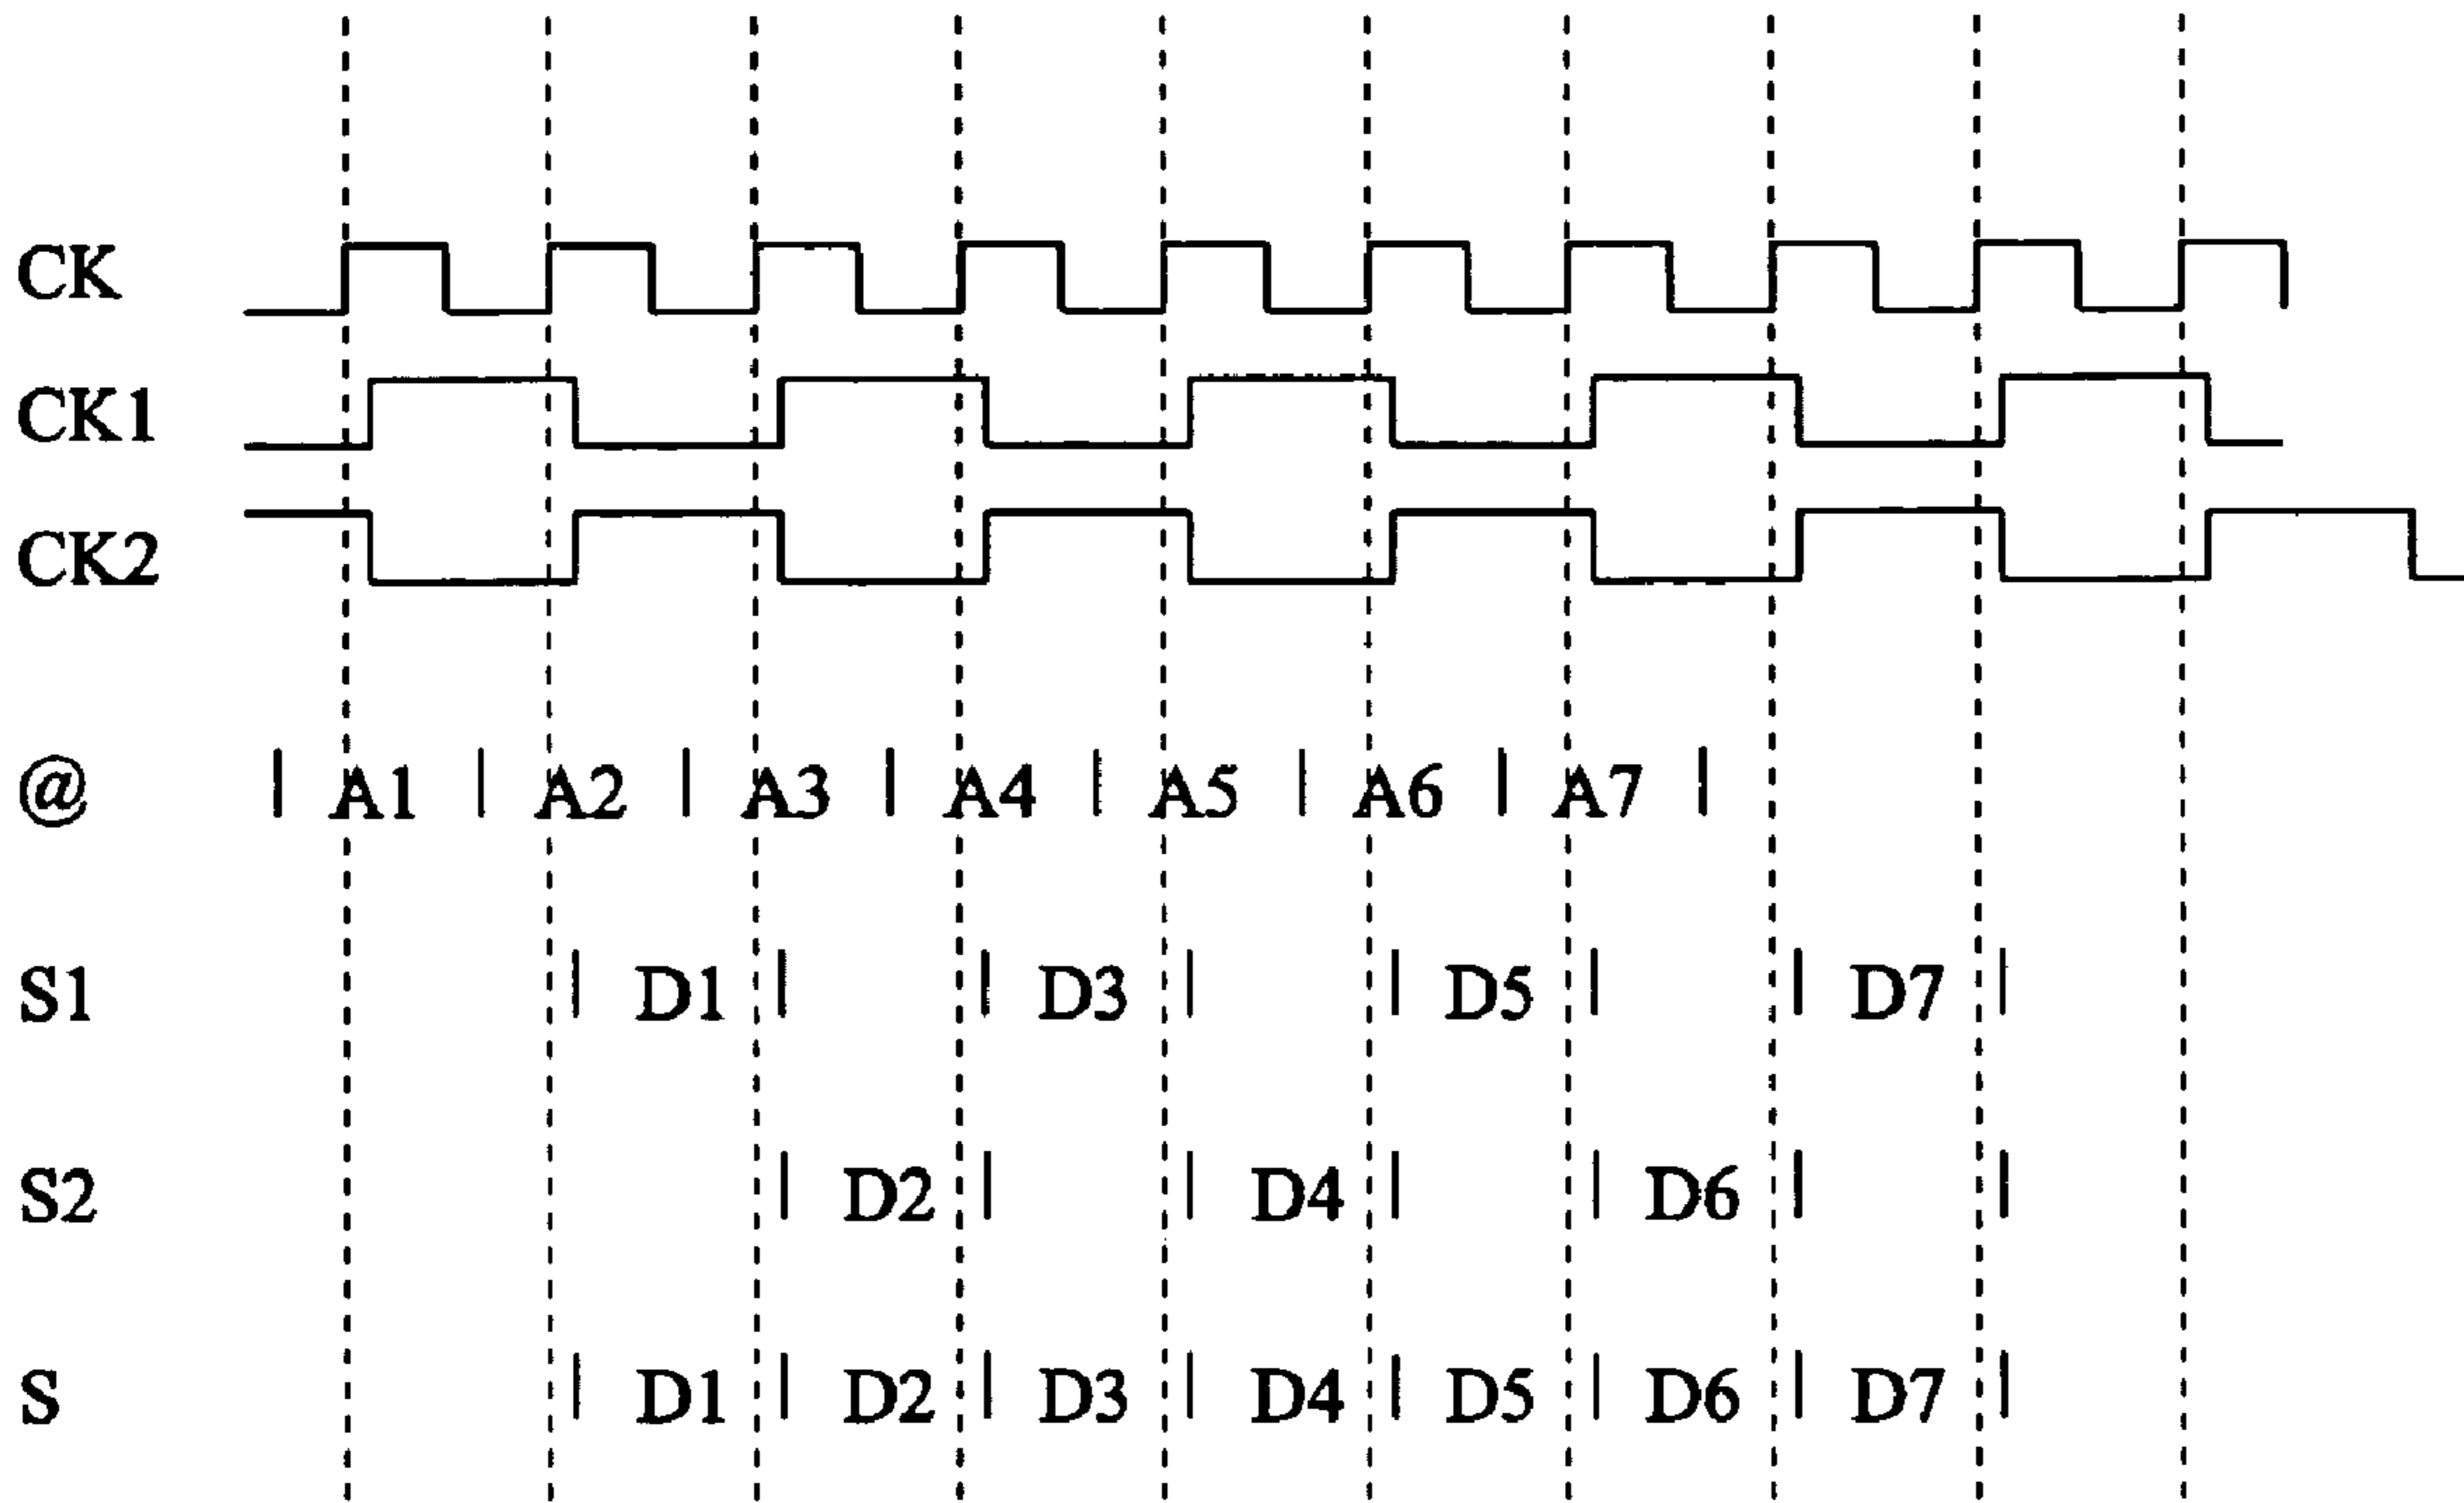 CK
CK1
CK2
@ | A1 | A2 | A3 | A4 | A5 | A6 | A7 |
S1 | D1 | | D3 | | D5 | | D7 |
S2 | D2 | | D4 | | D6 | |
S | D1 | D2 | D3 | D4 | D5 | D6 | D7 |